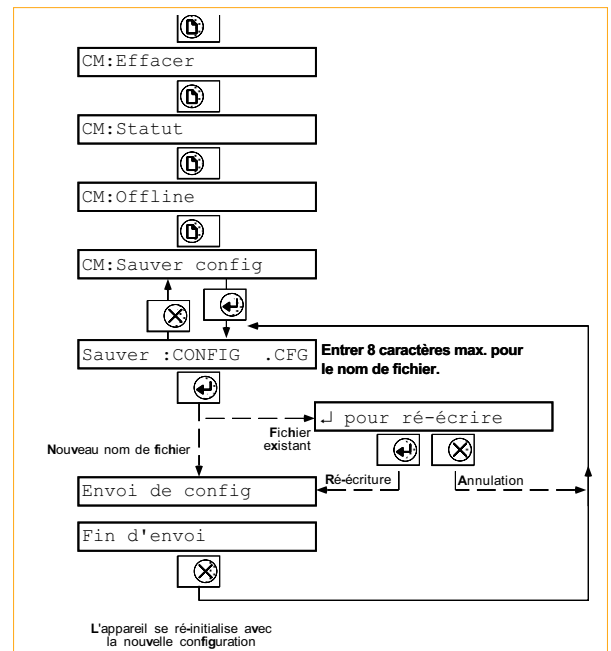 CM:Effacer
CM:Statut
CM:Offline
CM:Sauver config
Sauver :CONFIG .CFG
Entrer 8 caractères max. pour
le nom de fichier.
↵ pour ré-écrire
Fichier
existant
Nouveau nom de fichier
Ré-écriture
Annulation
Envoi de config
Fin d'envoi
L'appareil se ré-initialise avec
la nouvelle configuration